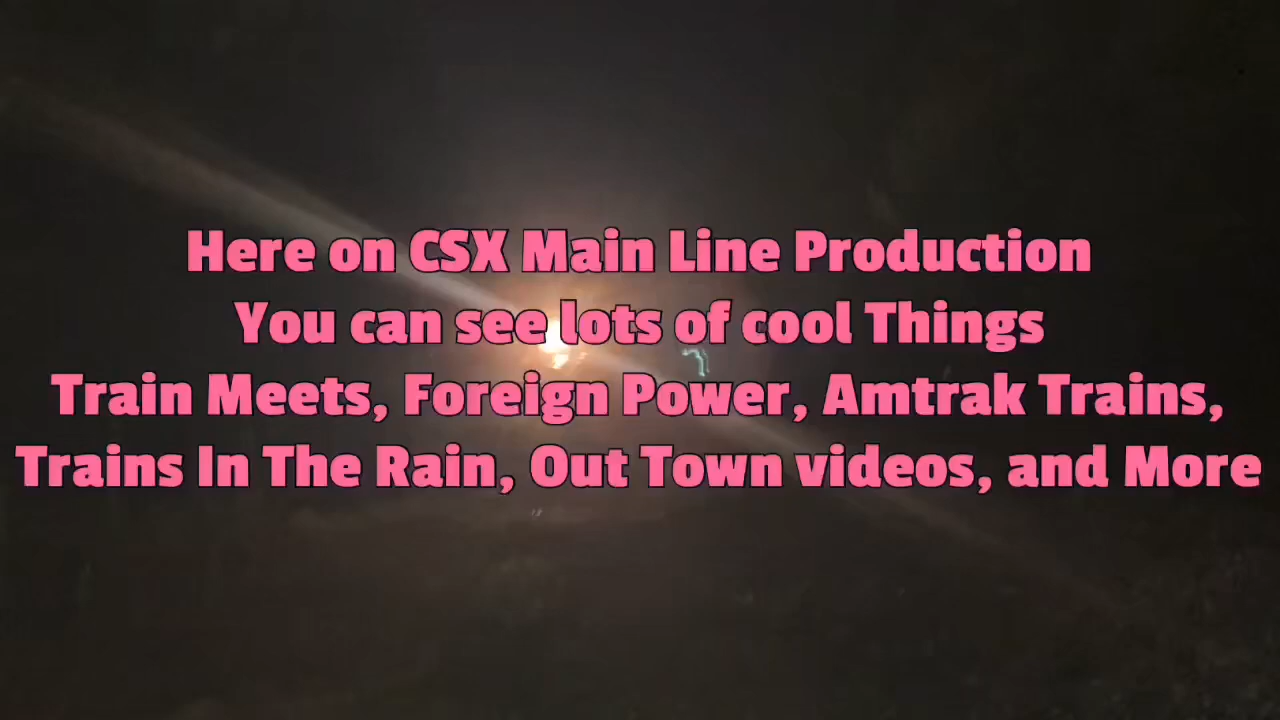 Here on CSX Main Line Production
You can see lots of cool Things
Train Meets, Foreign Power, Amtrak Trains,
Trains In The Rain, Out Town videos, and More